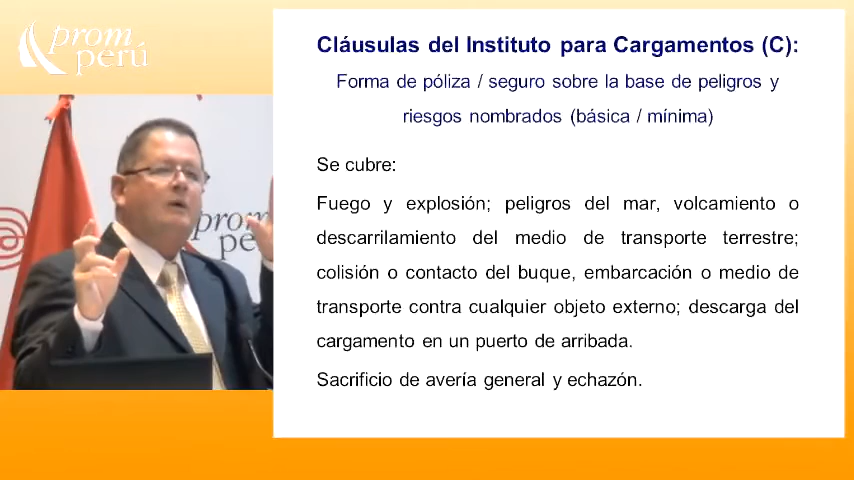 prom
perú
Cláusulas del Instituto para Cargamentos (C):
Forma de póliza / seguro sobre la base de peligros y
riesgos nombrados (básica / mínima)
Se cubre:
Fuego y explosión; peligros del mar, volcamiento o
descarrilamiento del medio de transporte terrestre;
colisión o contacto del buque, embarcación o medio de
transporte contra cualquier objeto externo; descarga del
cargamento en un puerto de arribada.
Sacrificio de avería general y echazón.
prom
pe